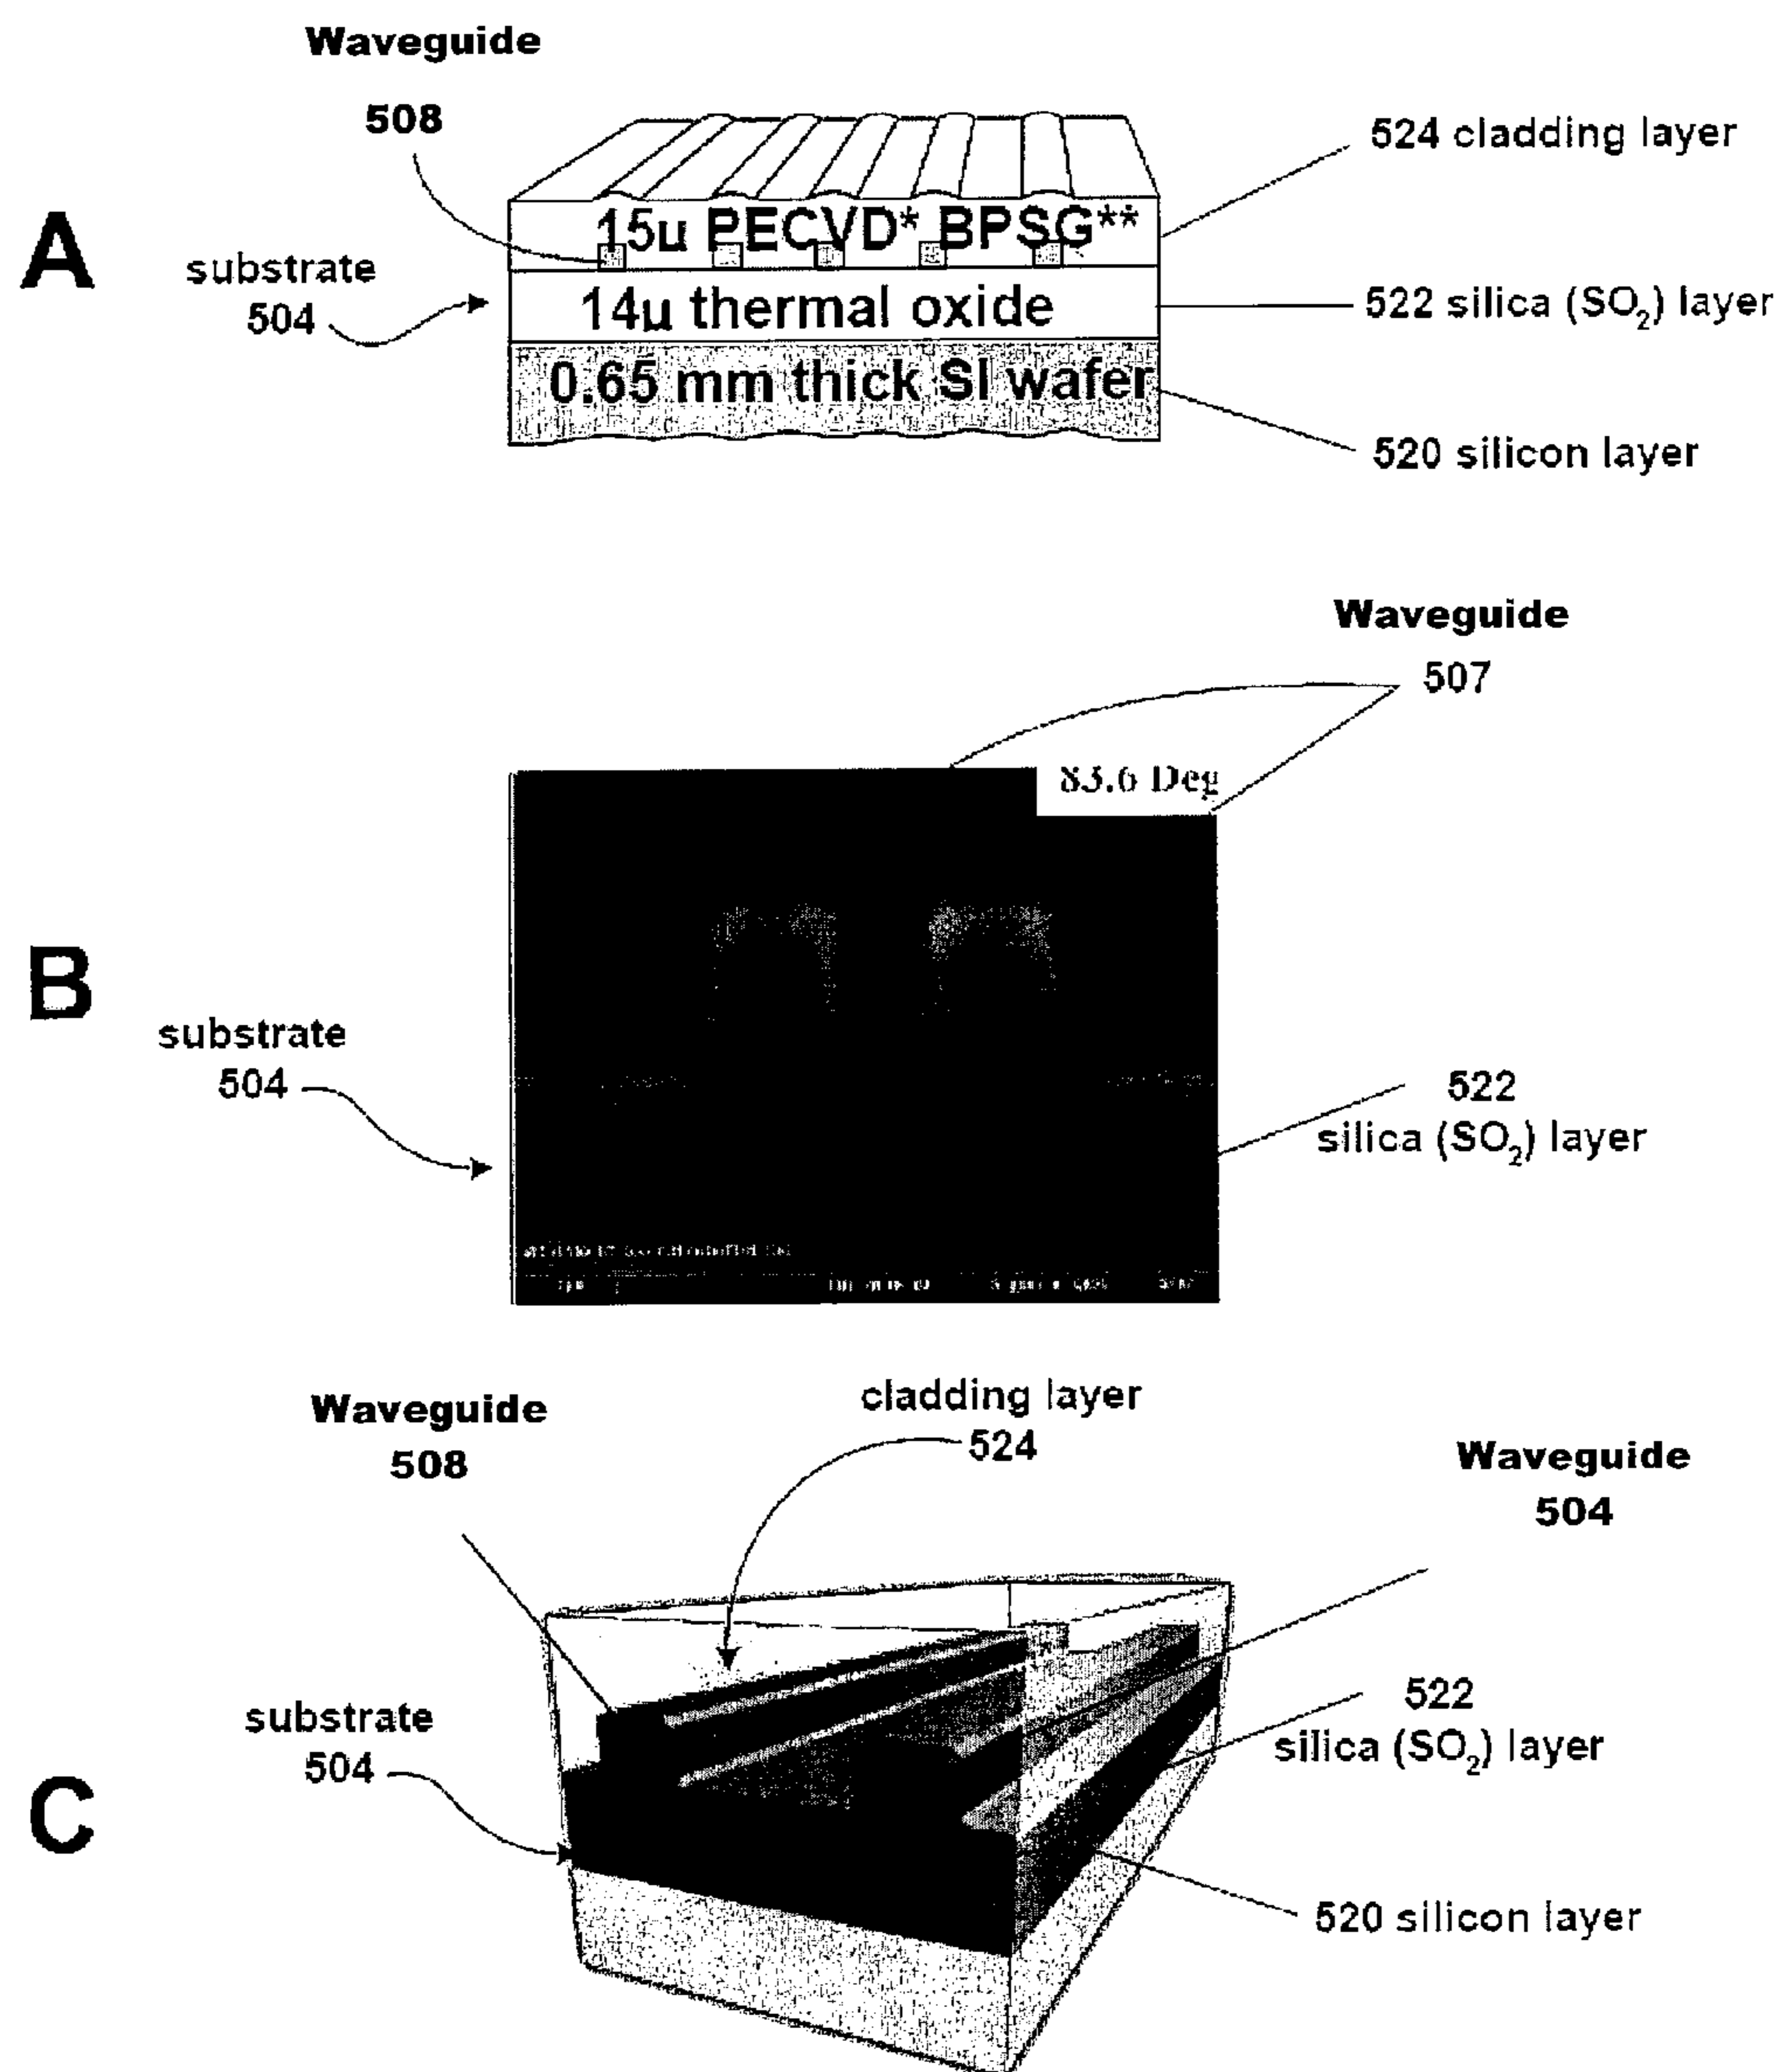 Waveguide
508
524 cladding layer
A
15u PECVD* BPSG**
substrate
504
14µ thermal oxide
522 silica (SO₂) layer
0.65 mm thick SI wafer
520 silicon layer
Waveguide
507
83.6 Deg
B
substrate
504
522
silica (SO₂) layer
Waveguide
508
cladding layer
524
Waveguide
504
substrate
504
522
silica (SO₂) layer
C
520 silicon layer